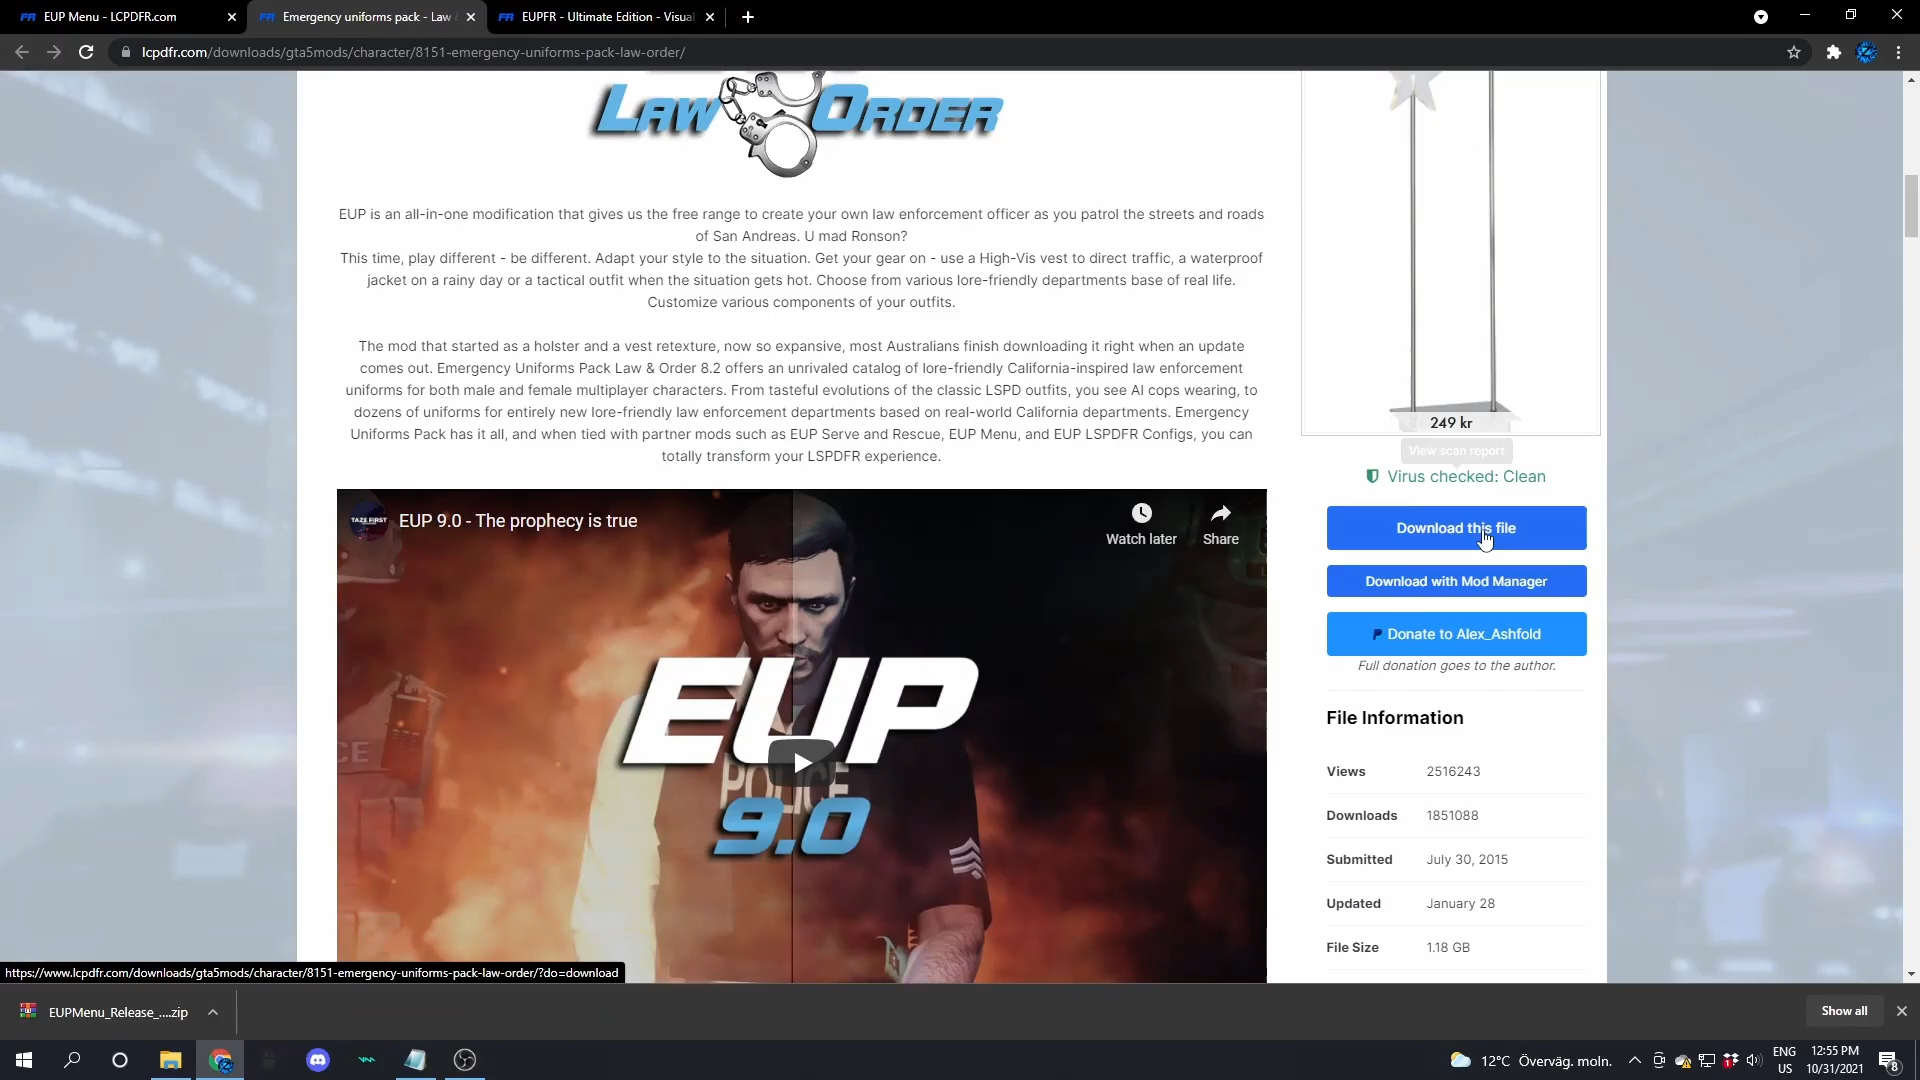 EUP Menu - LCPDFR.com
Emergency uniforms pack - Law &
EUPFR - Ultimate Edition - Visual
lcpdfr.com/downloads/gta5mods/character/8151-emergency-uniforms-pack-law-order/
LAW ORDER
EUP is an all-in-one modification that gives us the free range to create your own law enforcement officer as you patrol the streets and roads
of San Andreas. U mad Ronson?
This time, play different - be different. Adapt your style to the situation. Get your gear on - use a High-Vis vest to direct traffic, a waterproof
jacket on a rainy day or a tactical outfit when the situation gets hot. Choose from various lore-friendly departments base of real life.
Customize various components of your outfits.
The mod that started as a holster and a vest retexture, now so expansive, most Australians finish downloading it right when an update
comes out. Emergency Uniforms Pack Law & Order 8.2 offers an unrivaled catalog of lore-friendly California-inspired law enforcement
uniforms for both male and female multiplayer characters. From tasteful evolutions of the classic LSPD outfits, you see AI cops wearing, to
dozens of uniforms for entirely new lore-friendly law enforcement departments based on real-world California departments. Emergency
Uniforms Pack has it all, and when tied with partner mods such as EUP Serve and Rescue, EUP Menu, and EUP LSPDFR Configs, you can
totally transform your LSPDFR experience.
TAZE FIRST
EUP 9.0 - The prophecy is true
Watch later
Share
EUP
POLICE
9.0
249 kr
View scan report
Virus checked: Clean
Download this file
Download with Mod Manager
Donate to Alex_Ashfold
Full donation goes to the author.
File Information
Views 2516243
Downloads 1851088
Submitted July 30, 2015
Updated January 28
File Size 1.18 GB
https://www.lcpdfr.com/downloads/gta5mods/character/8151-emergency-uniforms-pack-law-order/?do=download
EUPMenu_Release_....zip
Show all
12°C Överväg. moln.
ENG
US
12:55 PM
10/31/2021
8